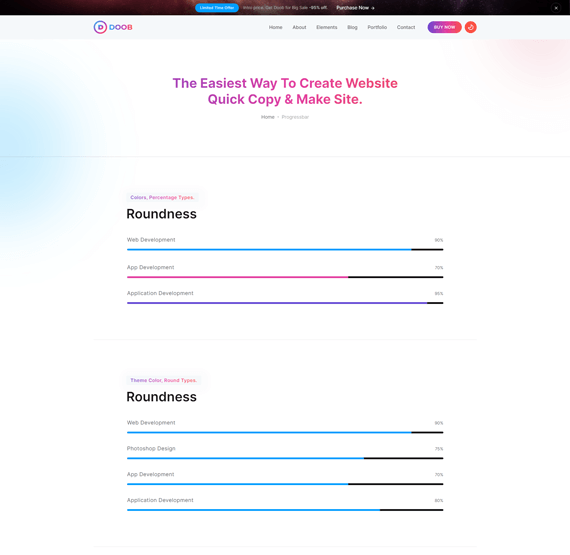 Limited Time Offer
Intro price. Get Doob for Big Sale -95% off.
Purchase Now →
DOOB
Home
About
Elements
Blog
Portfolio
Contact
BUY NOW
The Easiest Way To Create Website
Quick Copy & Make Site.
Home
Progressbar
Colors, Percentage Types.
Roundness
Web Development 90%
App Development 70%
Application Development 95%
Theme Color, Round Types.
Roundness
Web Development 90%
Photoshop Design 75%
App Development 70%
Application Development 80%